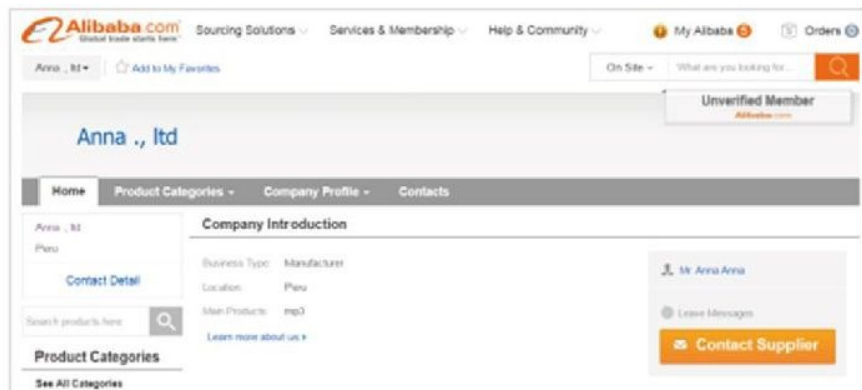 Alibaba.com Sourcing Solutions Services & Membership Help & Community My Alibaba Orders
Global trade starts here.
Anna ., ltd Add to My Favorites On Site What are you looking for...
Unverified Member
Alibaba.com
Anna ., ltd
Home Product Categories Company Profile Contacts
Anna ., ltd
Peru
Contact Detail
Search products here
Product Categories
See All Categories
Company Introduction
Business Type: Manufacturer
Location: Peru
Main Products: mp3
Learn more about us
Mr. Anna Anna
Leave Messages
Contact Supplier